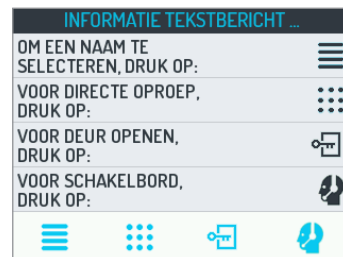 INFORMATIE TEKSTBERICHT ...
OM EEN NAAM TE
SELECTEREN, DRUK OP:
VOOR DIRECTE OPROEP,
DRUK OP:
VOOR DEUR OPENEN,
DRUK OP:
VOOR SCHAKELBORD,
DRUK OP: